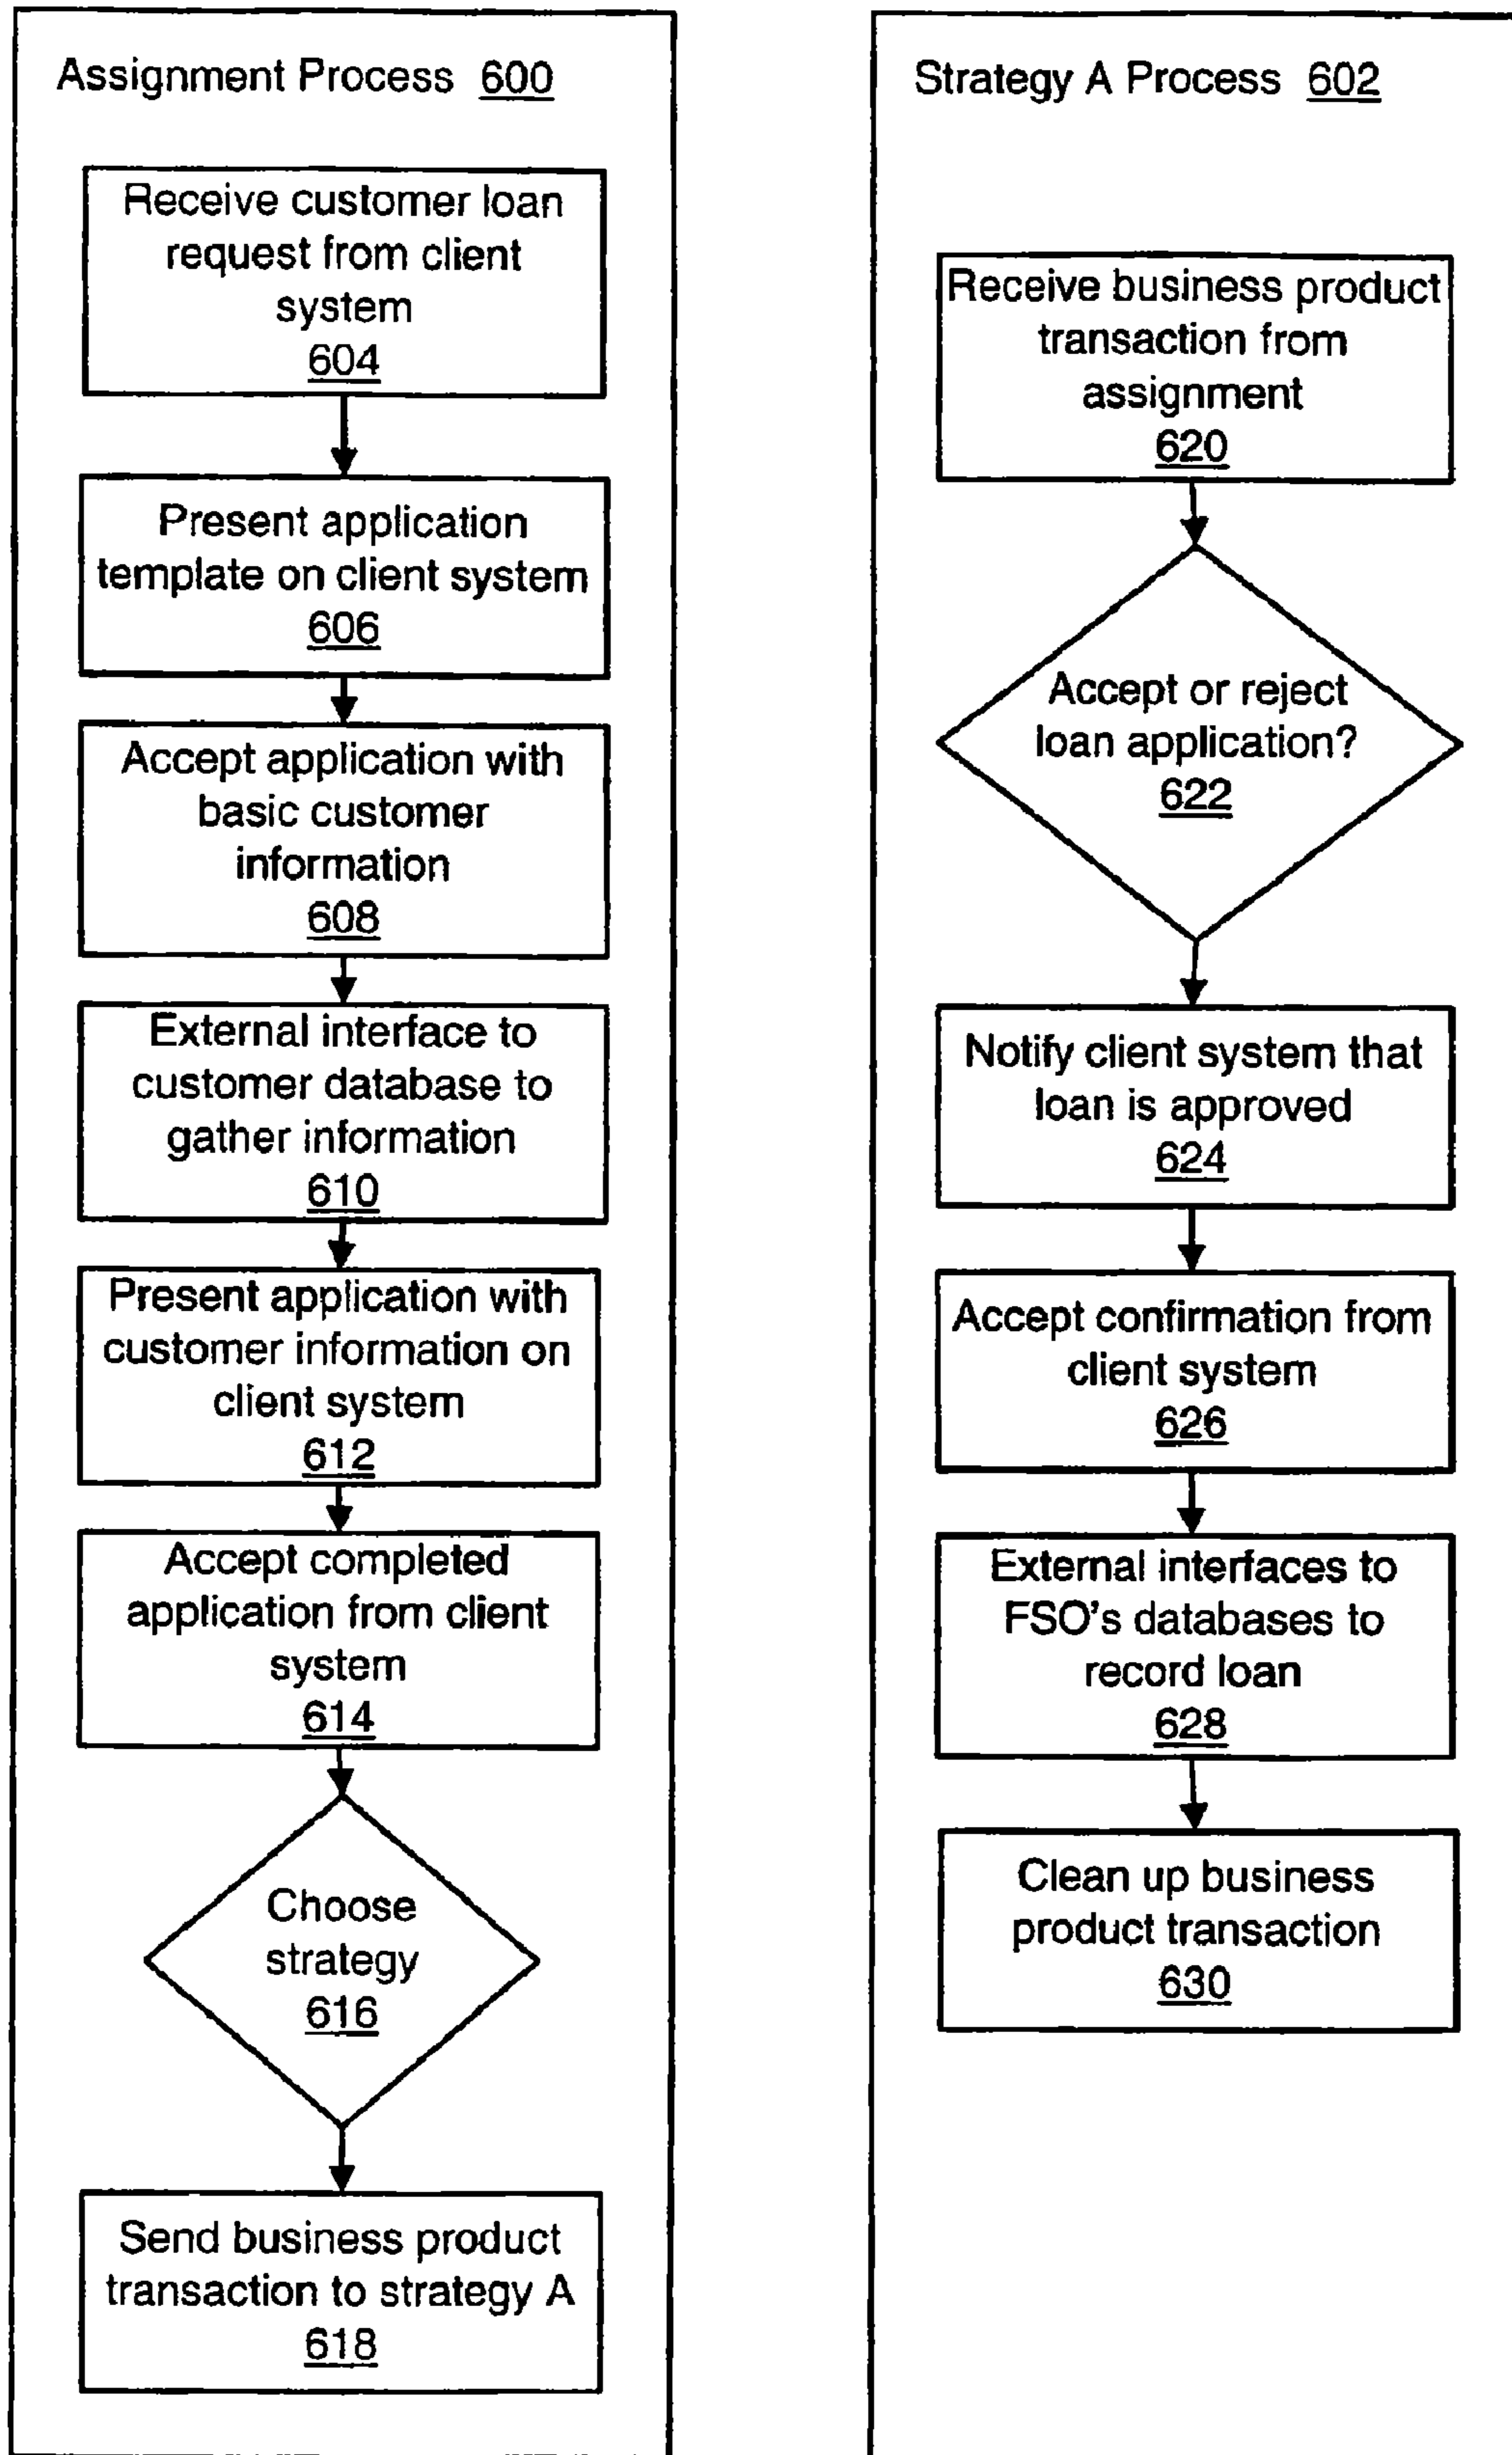 Assignment Process 600
Receive customer loan
request from client
system
604
Present application
template on client system
606
Accept application with
basic customer
information
608
External interface to
customer database to
gather information
610
Present application with
customer information on
client system
612
Accept completed
application from client
system
614
Choose
strategy
616
Send business product
transaction to strategy A
618
Strategy A Process 602
Receive business product
transaction from
assignment
620
Accept or reject
loan application?
622
Notify client system that
loan is approved
624
Accept confirmation from
client system
626
External interfaces to
FSO's databases to
record loan
628
Clean up business
product transaction
630